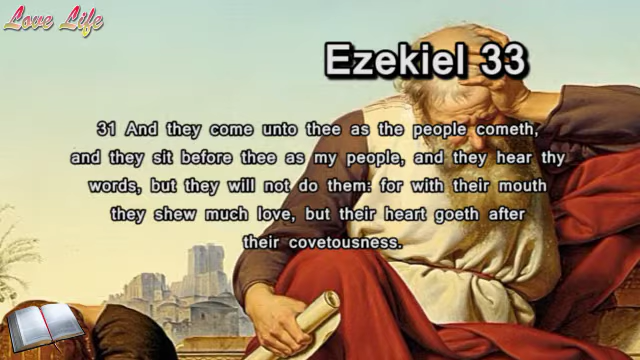 Love Life
Ezekiel 33
31 And they come unto thee as the people cometh,
and they sit before thee as my people, and they hear thy
words, but they will not do them: for with their mouth
they shew much love, but their heart goeth after
their covetousness.